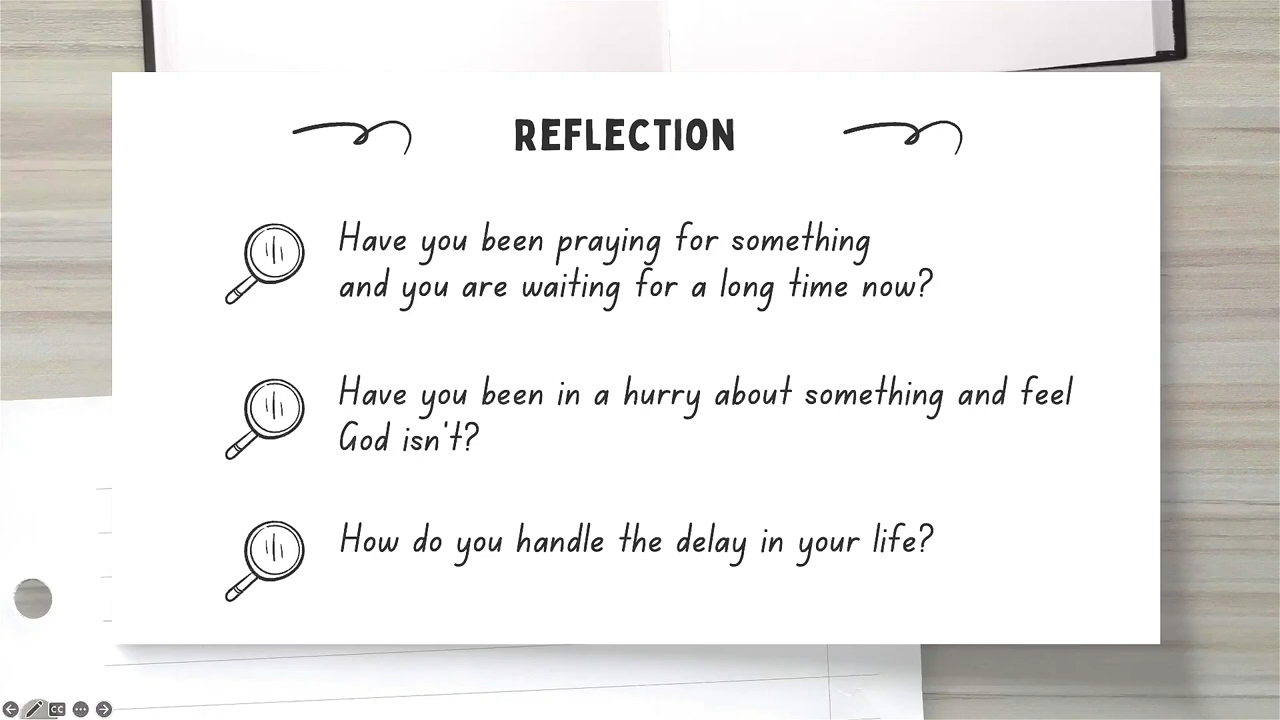 REFLECTION
Have you been praying for something
and you are waiting for a long time now?
Have you been in a hurry about something and feel
God isn't?
How do you handle the delay in your life?
CC